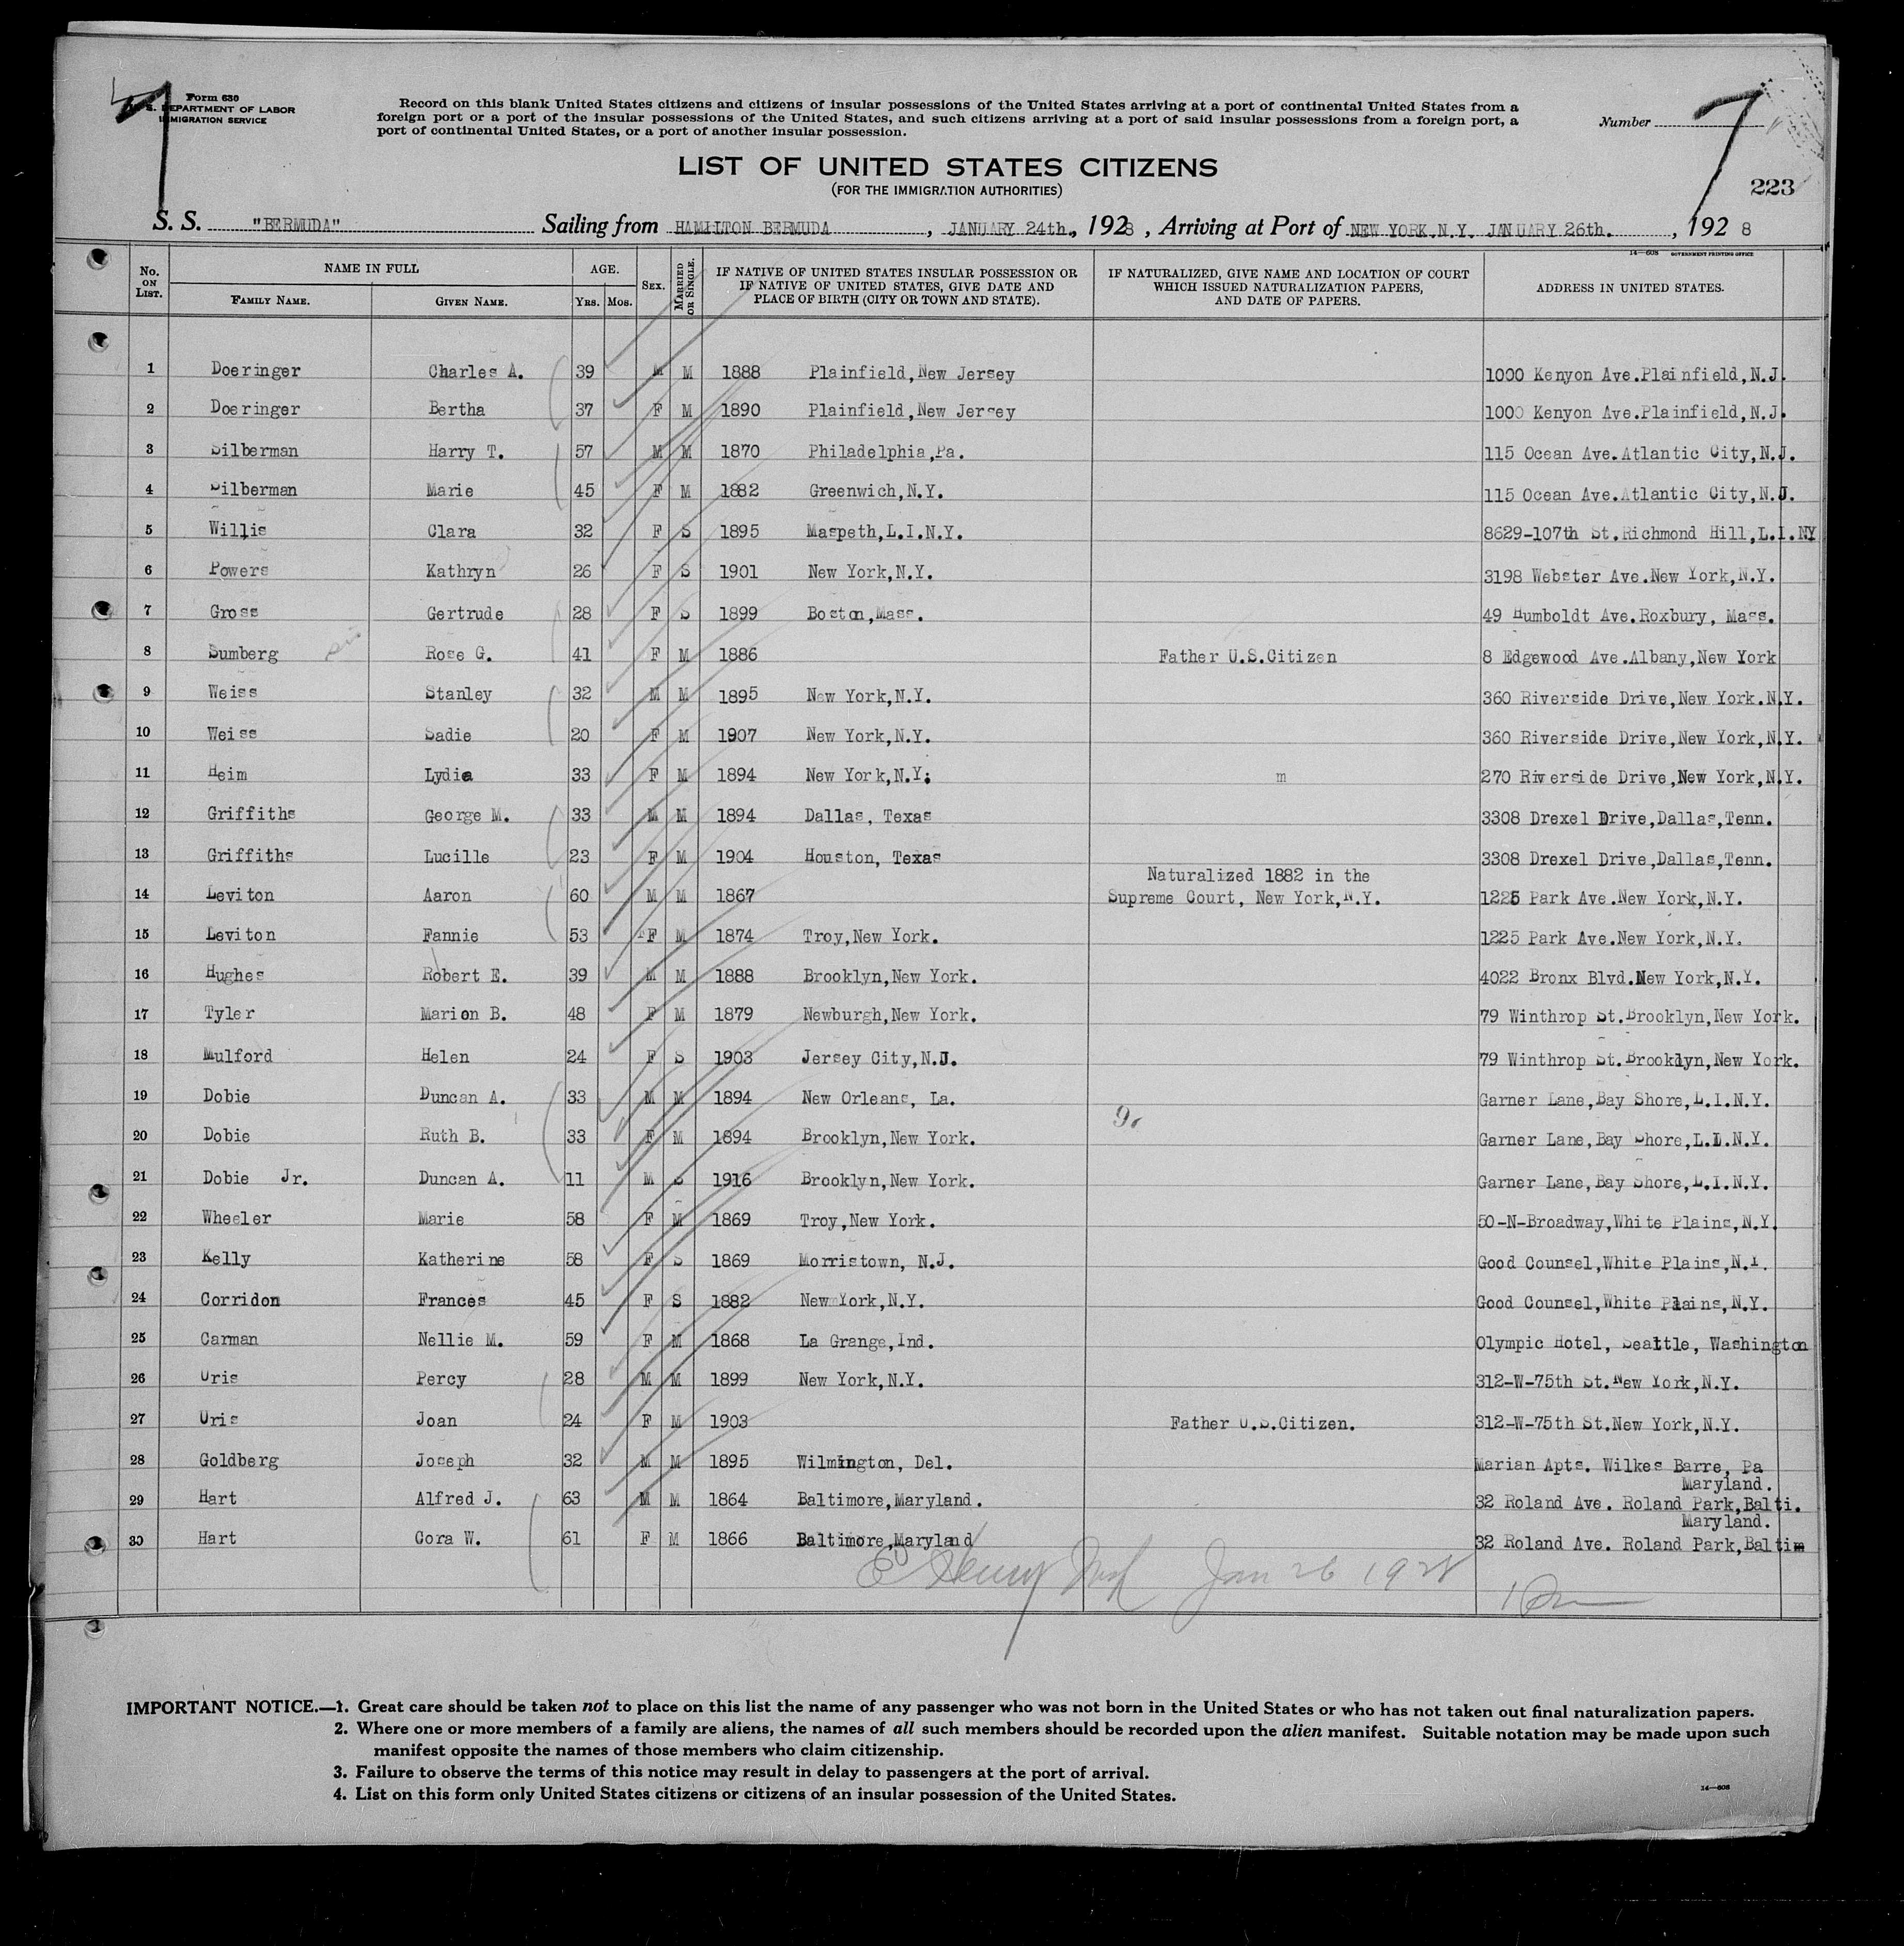 7
7
Form 630
U. S. DEPARTMENT OF LABOR
IMMIGRATION SERVICE
Record on this blank United States citizens and citizens of insular possessions of the United States arriving at a port of continental United States from a
foreign port or a port of the insular possessions of the United States, and such citizens arriving at a port of said insular possessions from a foreign port, a
port of continental United States, or a port of another insular possession.
Number
LIST OF UNITED STATES CITIZENS
(FOR THE IMMIGRATION AUTHORITIES)
223
S. S. "BERMUDA" Sailing from HAMILTON BERMUDA, JANUARY 24th., 1928, Arriving at Port of NEW YORK.N.Y. JANUARY 26th., 1928
14—608 GOVERNMENT PRINTING OFFICE
No. ON LIST. NAME IN FULL FAMILY NAME. GIVEN NAME. AGE. YRS. MOS. SEX. MARRIED OR SINGLE. IF NATIVE OF UNITED STATES INSULAR POSSESSION OR IF NATIVE OF UNITED STATES, GIVE DATE AND PLACE OF BIRTH (CITY OR TOWN AND STATE). IF NATURALIZED, GIVE NAME AND LOCATION OF COURT WHICH ISSUED NATURALIZATION PAPERS, AND DATE OF PAPERS. ADDRESS IN UNITED STATES.
1 Doeringer Charles A. 39 M M 1888 Plainfield,New Jersey 1000 Kenyon Ave.Plainfield,N.J.
2 Doeringer Bertha 37 F M 1890 Plainfield,New Jersey 1000 Kenyon Ave.Plainfield,N.J.
3 Silberman Harry T. 57 M M 1870 Philadelphia,Pa. 115 Ocean Ave.Atlantic City,N.J.
4 Silberman Marie 45 F M 1882 Greenwich,N.Y. 115 Ocean Ave.Atlantic City,N.J.
5 Willis Clara 32 F S 1895 Maspeth,L.I.N.Y. 8629-107th St.Richmond Hill,L.I.NY
6 Powers Kathryn 26 F S 1901 New York,N.Y. 3198 Webster Ave.New York,N.Y.
7 Gross Gertrude 28 F S 1899 Boston,Mass. 49 Humboldt Ave.Roxbury, Mass.
8 Sumberg Rose G. 41 F M 1886 Father U.S.Citizen 8 Edgewood Ave.Albany,New York
9 Weiss Stanley 32 M M 1895 New York,N.Y. 360 Riverside Drive,New York.N.Y.
10 Weiss Sadie 20 F M 1907 New York,N.Y. 360 Riverside Drive,New York,N.Y.
11 Heim Lydia 33 F M 1894 New York,N.Y; m 270 Riverside Drive,New York,N.Y.
12 Griffiths George M. 33 M M 1894 Dallas, Texas 3308 Drexel Drive,Dallas,Tenn.
13 Griffiths Lucille 23 F M 1904 Houston, Texas 3308 Drexel Drive,Dallas,Tenn.
Naturalized 1882 in the
14 Leviton Aaron 60 M M 1867 Supreme Court, New York,N.Y. 1225 Park Ave.New York,N.Y.
15 Leviton Fannie 53 F M 1874 Troy,New York. 1225 Park Ave.New York,N.Y.
16 Hughes Robert E. 39 M M 1888 Brooklyn,New York. 4022 Bronx Blvd.New York,N.Y.
17 Tyler Marion B. 48 F M 1879 Newburgh,New York. 79 Winthrop St.Brooklyn,New York.
18 Mulford Helen 24 F S 1903 Jersey City,N.J. 79 Winthrop St.Brooklyn,New York.
19 Dobie Duncan A. 33 M M 1894 New Orleans, La. Garner Lane,Bay Shore,L.I.N.Y.
20 Dobie Ruth B. 33 F M 1894 Brooklyn,New York. Garner Lane,Bay Shore,L.I.N.Y.
21 Dobie Jr. Duncan A. 11 M S 1916 Brooklyn,New York. Garner Lane,Bay Shore,L.I.N.Y.
22 Wheeler Marie 58 F M 1869 Troy,New York. 50-N-Broadway,White Plains,N.Y.
23 Kelly Katherine 58 F S 1869 Morristown, N.J. Good Counsel,White Plains,N.Y.
24 Corridon Frances 45 F S 1882 New York,N.Y. Good Counsel,White Plains,N.Y.
25 Carman Nellie M. 59 F M 1868 La Grange,Ind. Olympic Hotel, Seattle, Washington
26 Uris Percy 28 M M 1899 New York,N.Y. 312-W-75th St.New York,N.Y.
27 Uris Joan 24 F M 1903 Father U.S.Citizen. 312-W-75th St.New York,N.Y.
28 Goldberg Joseph 32 M M 1895 Wilmington, Del. Marian Apts. Wilkes Barre, Pa
Maryland.
29 Hart Alfred J. 63 M M 1864 Baltimore,Maryland. 32 Roland Ave. Roland Park,Balti.
Maryland.
30 Hart Cora W. 61 F M 1866 Baltimore,Maryland 32 Roland Ave. Roland Park,Baltim
Henry Jan 26 1928
IMPORTANT NOTICE.—1. Great care should be taken not to place on this list the name of any passenger who was not born in the United States or who has not taken out final naturalization papers.
2. Where one or more members of a family are aliens, the names of all such members should be recorded upon the alien manifest. Suitable notation may be made upon such
manifest opposite the names of those members who claim citizenship.
3. Failure to observe the terms of this notice may result in delay to passengers at the port of arrival.
4. List on this form only United States citizens or citizens of an insular possession of the United States.
14—608